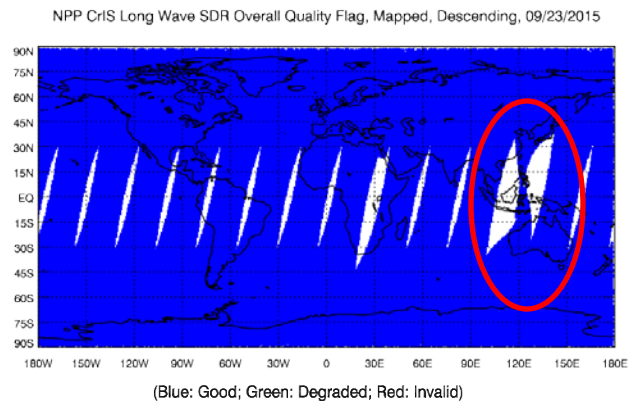 NPP CrIS Long Wave SDR Overall Quality Flag, Mapped, Descending, 09/23/2015
90N
75N
60N
45N
30N
15N
EQ
15S
30S
45S
60S
75S
90S
180W 150W 120W 90W 60W 30W 0 30E 60E 90E 120E 150E 180E
(Blue: Good; Green: Degraded; Red: Invalid)